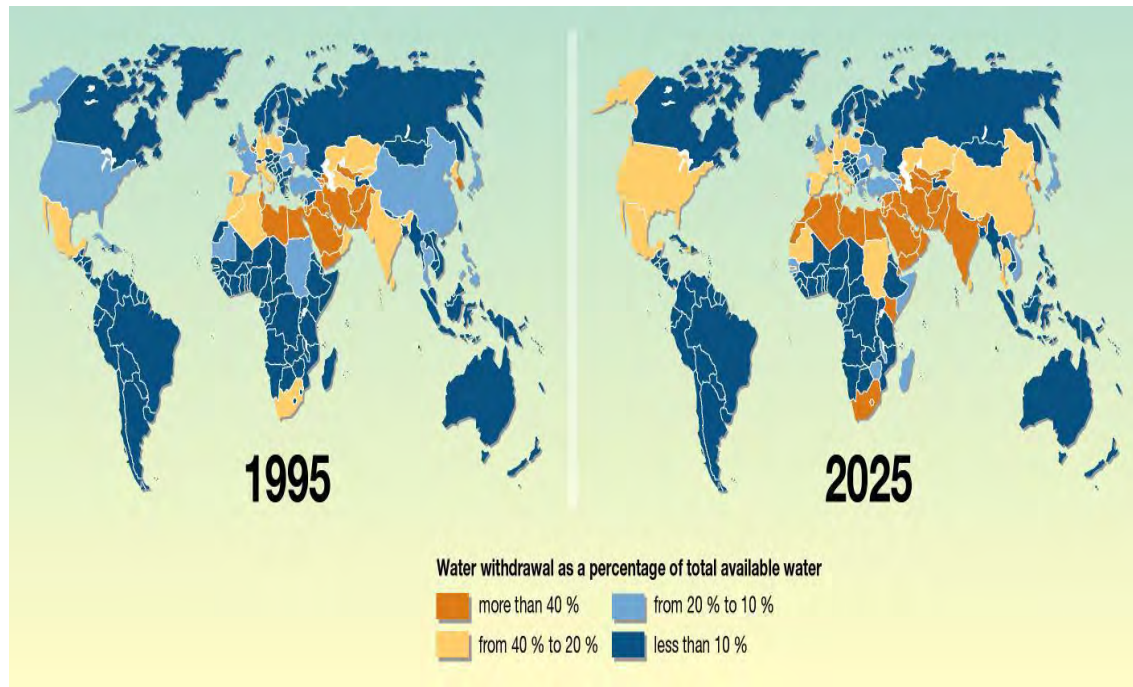 1995
2025
Water withdrawal as a percentage of total available water
more than 40 %
from 20 % to 10 %
from 40 % to 20 %
less than 10 %